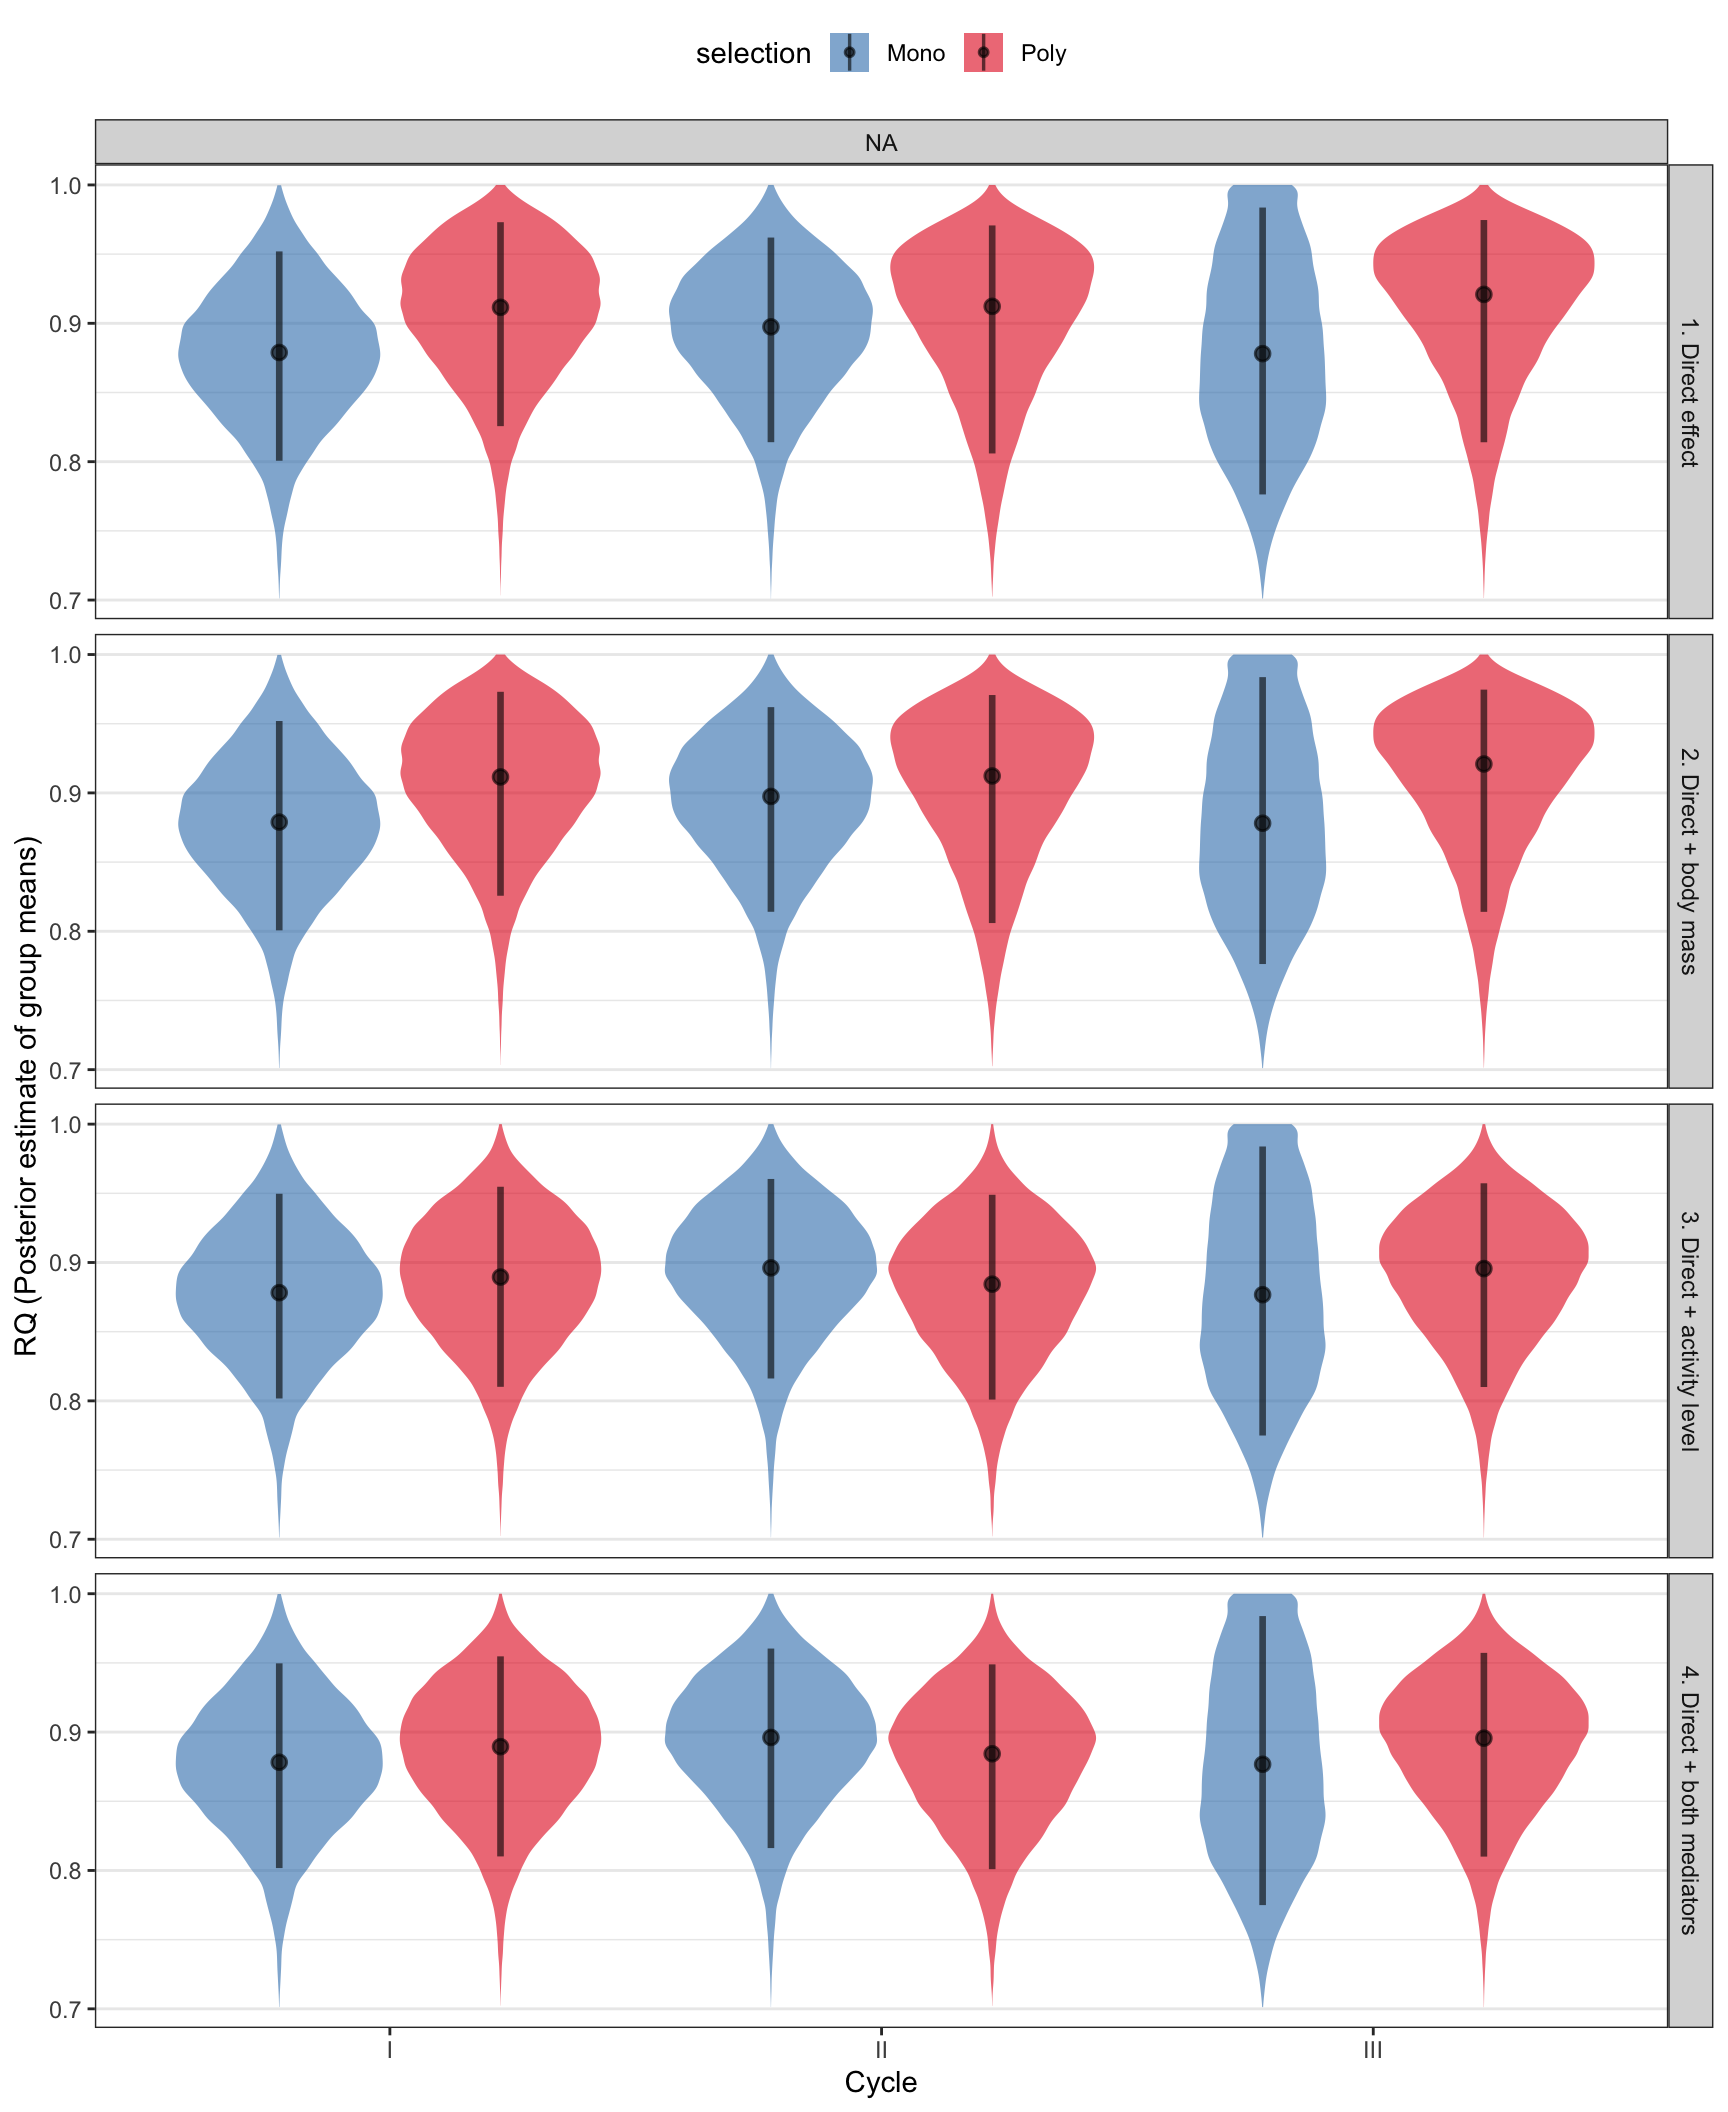 selection Mono Poly
NA
1.0
0.9
0.8
0.7
1. Direct effect
1.0
0.9
0.8
0.7
2. Direct + body mass
1.0
0.9
0.8
0.7
3. Direct + activity level
1.0
0.9
0.8
0.7
4. Direct + both mediators
RQ (Posterior estimate of group means)
I II III
Cycle